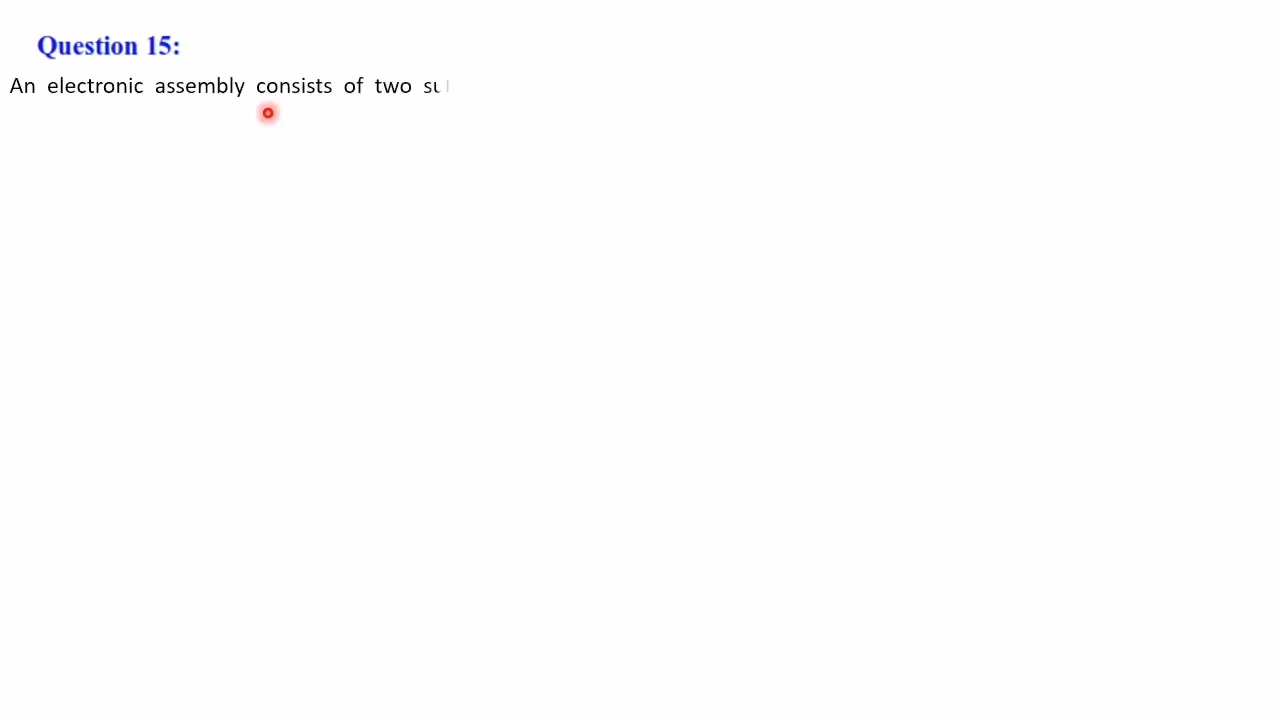 Question 15:
An electronic assembly consists of two